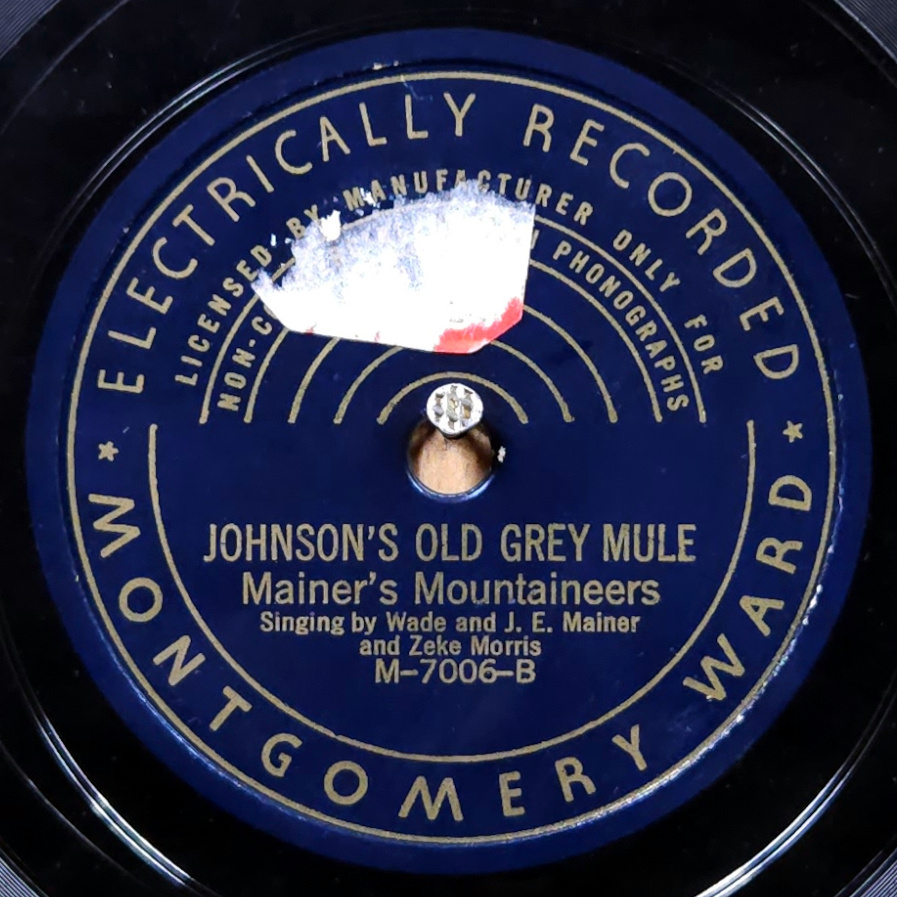 ELECTRICALLY RECORDED
LICENSED BY MANUFACTURER ONLY FOR
PHONOGRAPHS
JOHNSON'S OLD GREY MULE
Mainer's Mountaineers
Singing by Wade and J. E. Mainer
and Zeke Morris
M-7006-B
★ MONTGOMERY WARD ★